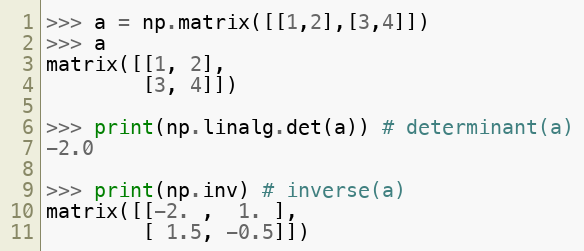 1 >>> a = np.matrix([[1,2],[3,4]])
2 >>> a
3 matrix([[1, 2],
4         [3, 4]])
5
6 >>> print(np.linalg.det(a)) # determinant(a)
7 -2.0
8
9 >>> print(np.inv) # inverse(a)
10 matrix([[-2. ,  1. ],
11         [ 1.5, -0.5]])